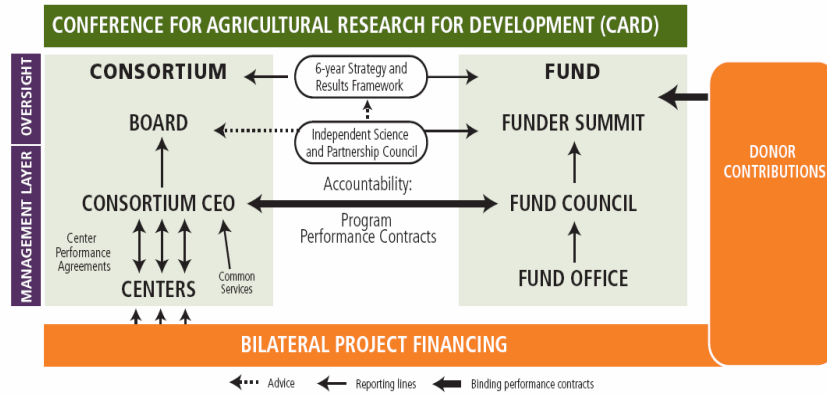 CONFERENCE FOR AGRICULTURAL RESEARCH FOR DEVELOPMENT (CARD)
OVERSIGHT
MANAGEMENT LAYER
CONSORTIUM
6-year Strategy and
Results Framework
FUND
BOARD
Independent Science
and Partnership Council
FUNDER SUMMIT
DONOR
CONTRIBUTIONS
Accountability:
CONSORTIUM CEO
FUND COUNCIL
Program
Performance Contracts
Center
Performance
Agreements
Common
Services
CENTERS
FUND OFFICE
BILATERAL PROJECT FINANCING
Advice
Reporting lines
Binding performance contracts